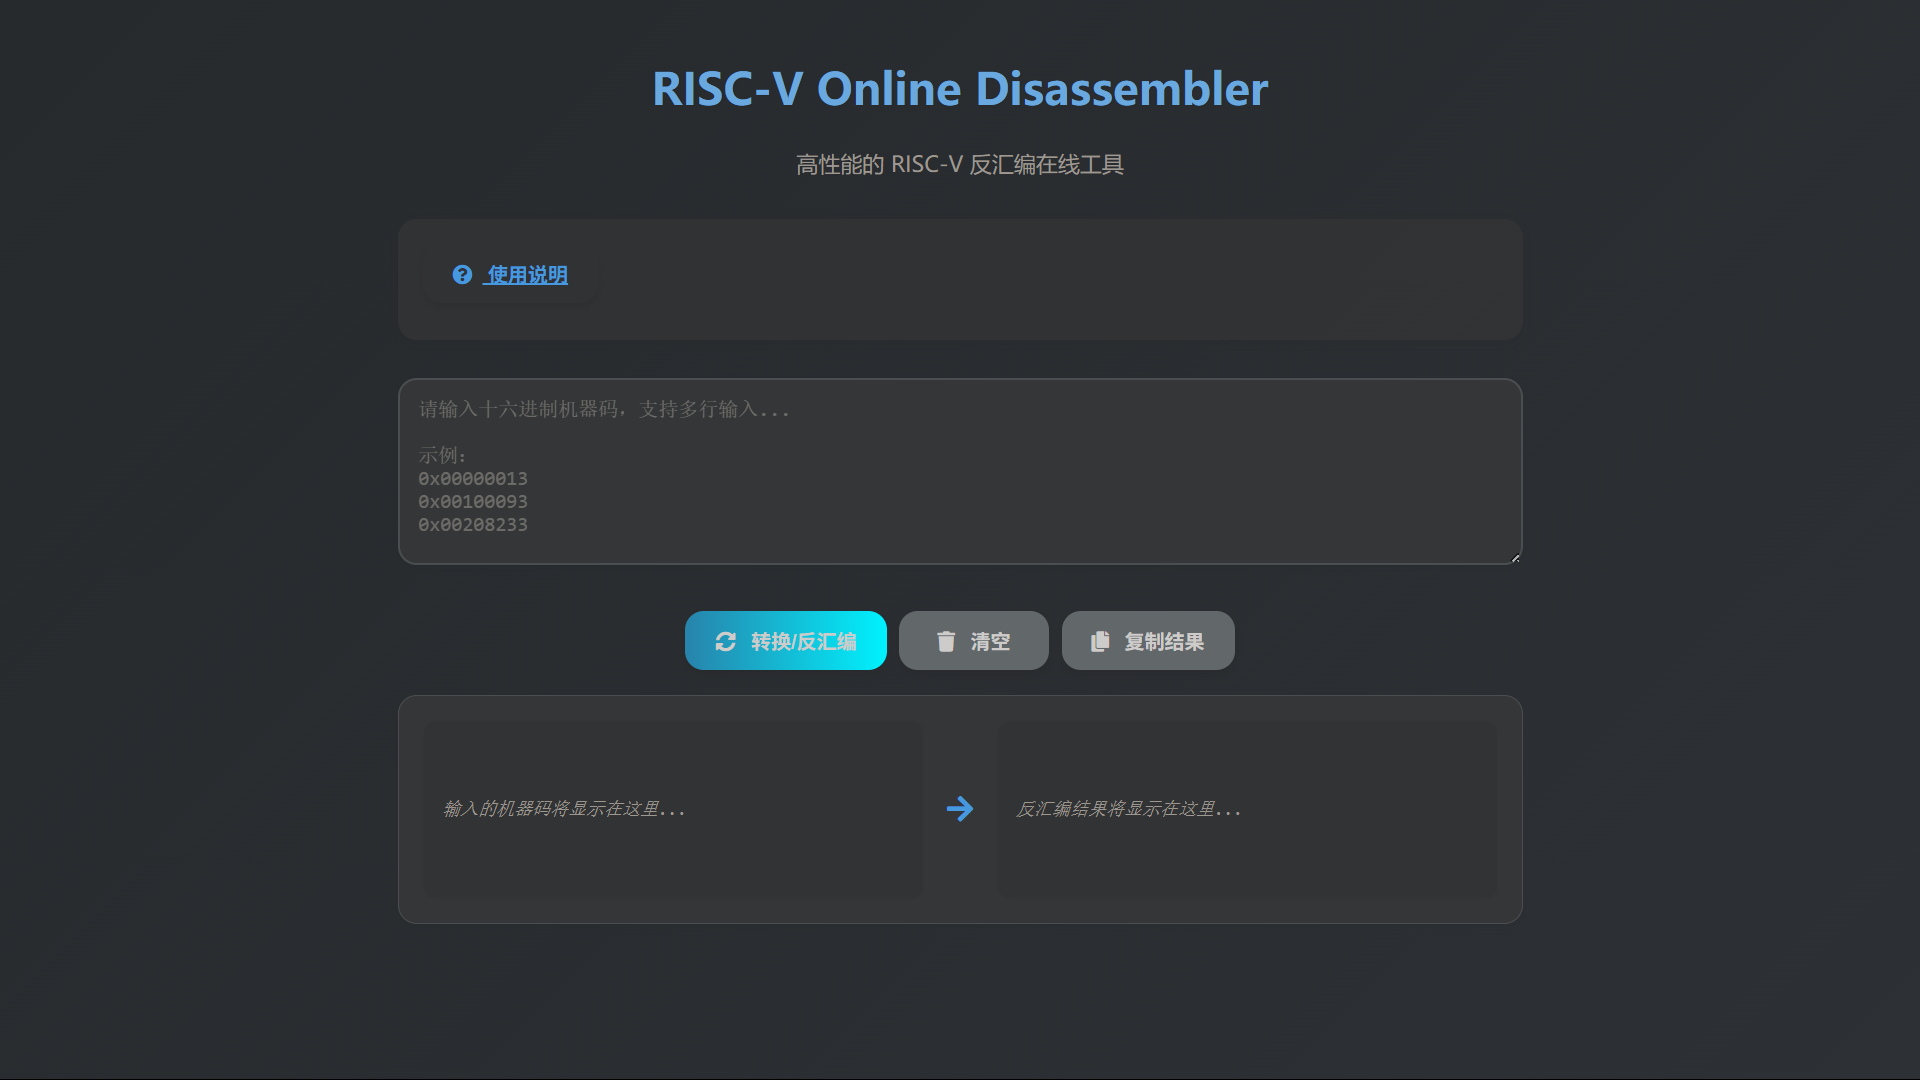 RISC-V Online Disassembler
高性能的 RISC-V 反汇编在线工具
使用说明
请输入十六进制机器码，支持多行输入...
示例：
0x00000013
0x00100093
0x00208233
转换/反汇编
清空
复制结果
输入的机器码将显示在这里...
反汇编结果将显示在这里...